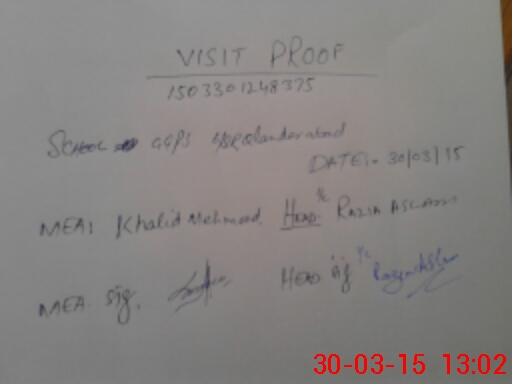 VISIT PROOF
1503301248375
SCHOOL GGPS
DATE:- 30/03/15
MEA: Khalid Mehmood. Head I/C RAZIA ASLAM
MEA Sig. Head sig I/C
30-03-15 13:02